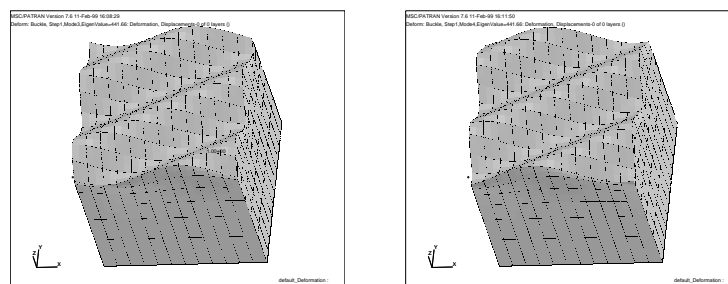 MSC/PATRAN Version 7.6 11-Feb-99 16:08:29
Deform: Buckle, Step1,Mode3,EigenValue=441.66: Deformation, Displacements-0 of 0 layers ()
Y
Z
X
default_Deformation :
MSC/PATRAN Version 7.6 11-Feb-99 16:11:50
Deform: Buckle, Step1,Mode4,EigenValue=441.66: Deformation, Displacements-0 of 0 layers ()
Y
Z
X
default_Deformation :